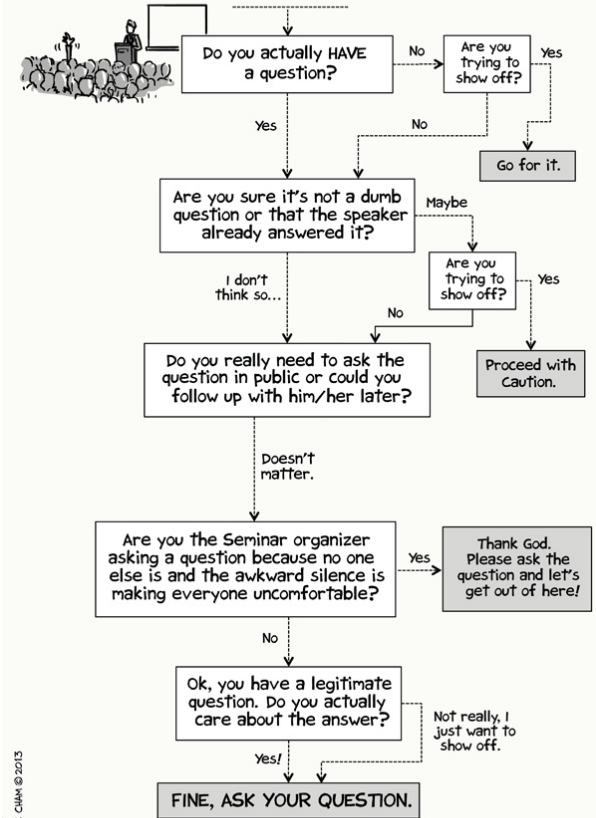 Do you actually HAVE
a question?
No
Are you
trying to
show off?
Yes
Go for it.
Yes
No
Are you sure it's not a dumb
question or that the speaker
already answered it?
Maybe
Are you
trying to
show off?
Yes
Proceed with
Caution.
I don't
think so...
No
Do you really need to ask the
question in public or could you
follow up with him/her later?
Doesn't
matter.
Are you the Seminar organizer
asking a question because no one
else is and the awkward silence is
making everyone uncomfortable?
Yes
Thank God.
Please ask the
question and let's
get out of here!
No
Ok, you have a legitimate
question. Do you actually
care about the answer?
Not really, I
just want to
show off.
Yes!
FINE, ASK YOUR QUESTION.
CHAM © 2013